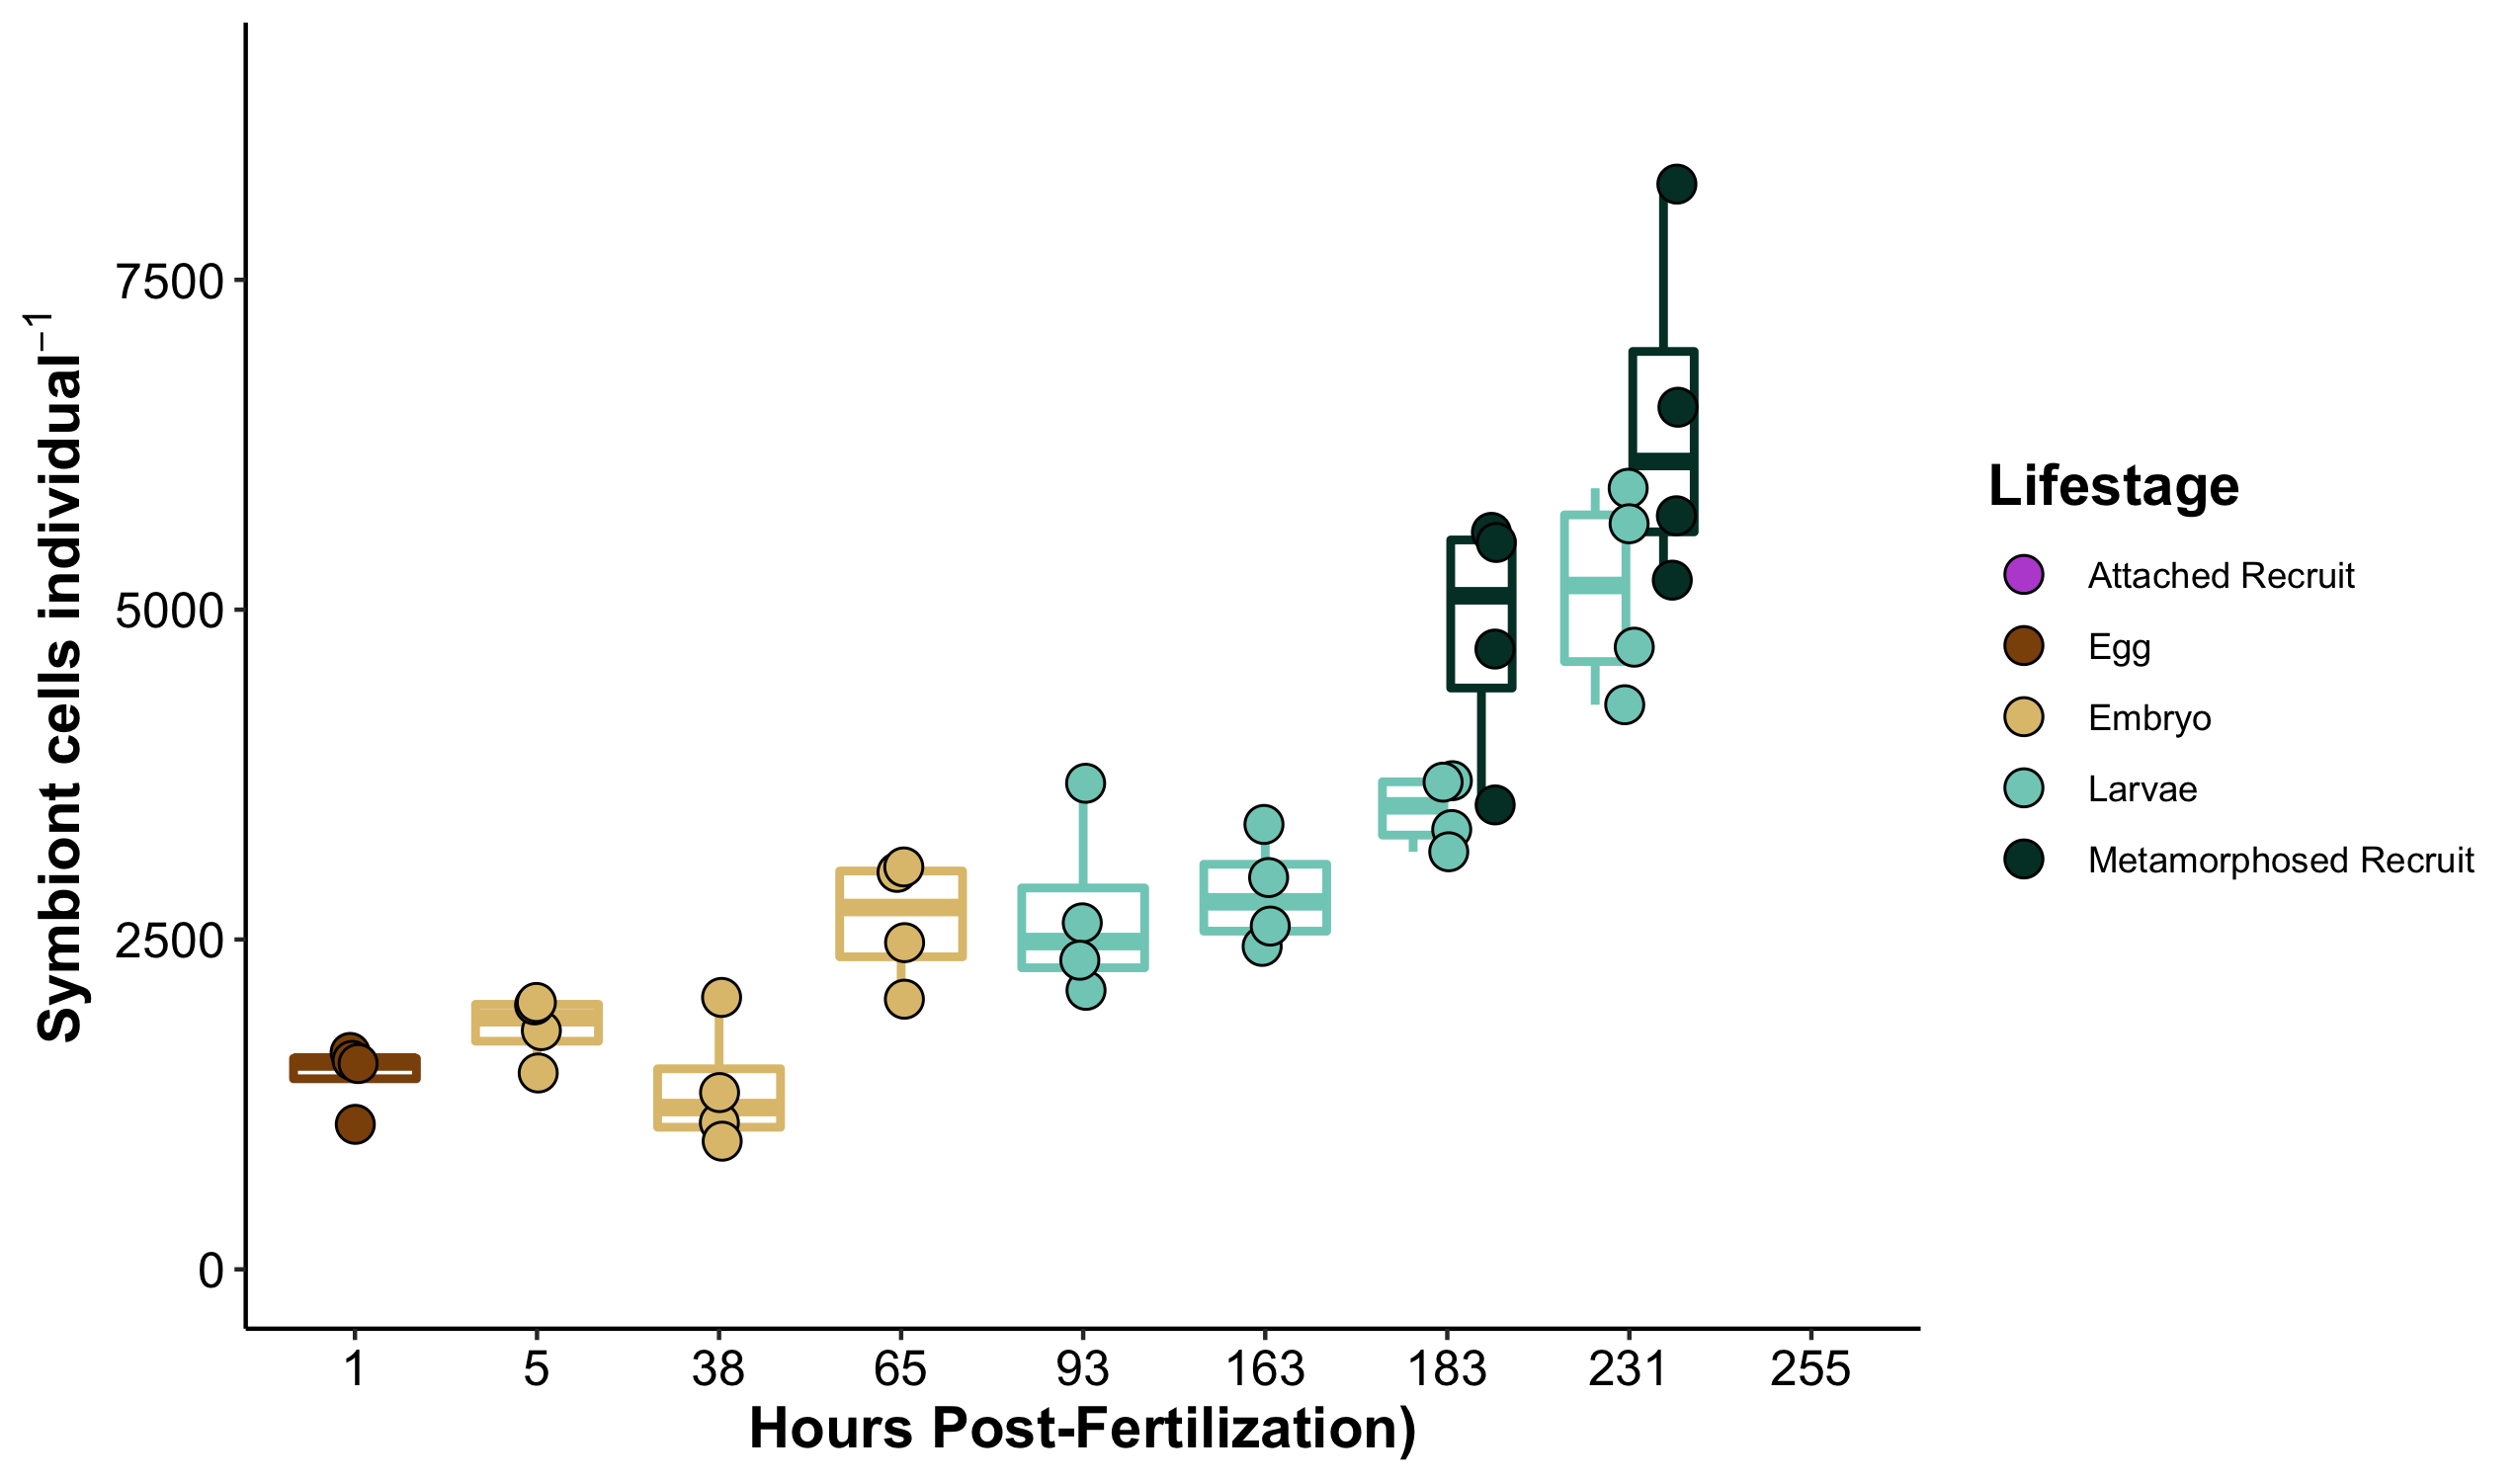 Symbiont cells individual⁻¹
7500
5000
2500
0
1 5 38 65 93 163 183 231 255
Hours Post-Fertilization)
Lifestage
Attached Recruit
Egg
Embryo
Larvae
Metamorphosed Recruit